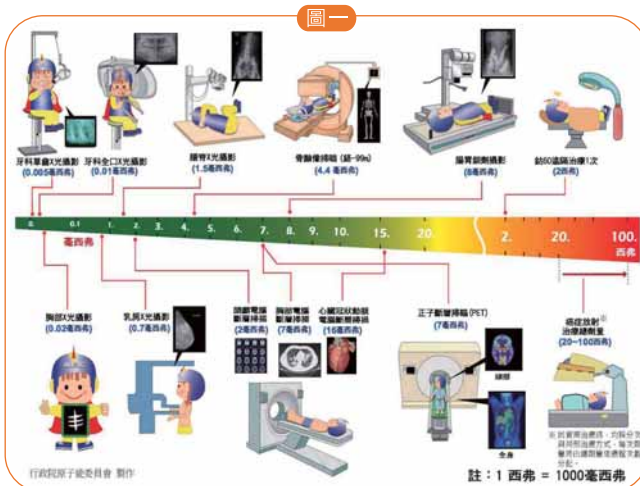 圖一
牙科單齒X光攝影
(0.005毫西弗)
牙科全口X光攝影
(0.01毫西弗)
腰脊X光攝影
(1.5毫西弗)
骨骼像掃瞄 (鎝-99m)
(4.4 毫西弗)
腸胃鋇劑攝影
(8毫西弗)
鈷60遠隔治療1次
(2西弗)
0. 0.1 1. 2. 3. 4. 5. 6. 7. 8. 9. 10. 15. 20 2. 20. 100.
毫西弗
西弗
胸部X光攝影
(0.02毫西弗)
乳房X光攝影
(0.7毫西弗)
頭顱電腦
斷層掃描
(2毫西弗)
胸部電腦
斷層掃描
(7毫西弗)
心臟冠狀動脈
電腦斷層掃描
(16毫西弗)
正子斷層掃瞄(PET)
(7毫西弗)
頭部
全身
癌症放射※
治療總劑量
(20~100西弗)
行政院原子能委員會 製作
註：1 西弗 = 1000毫西弗